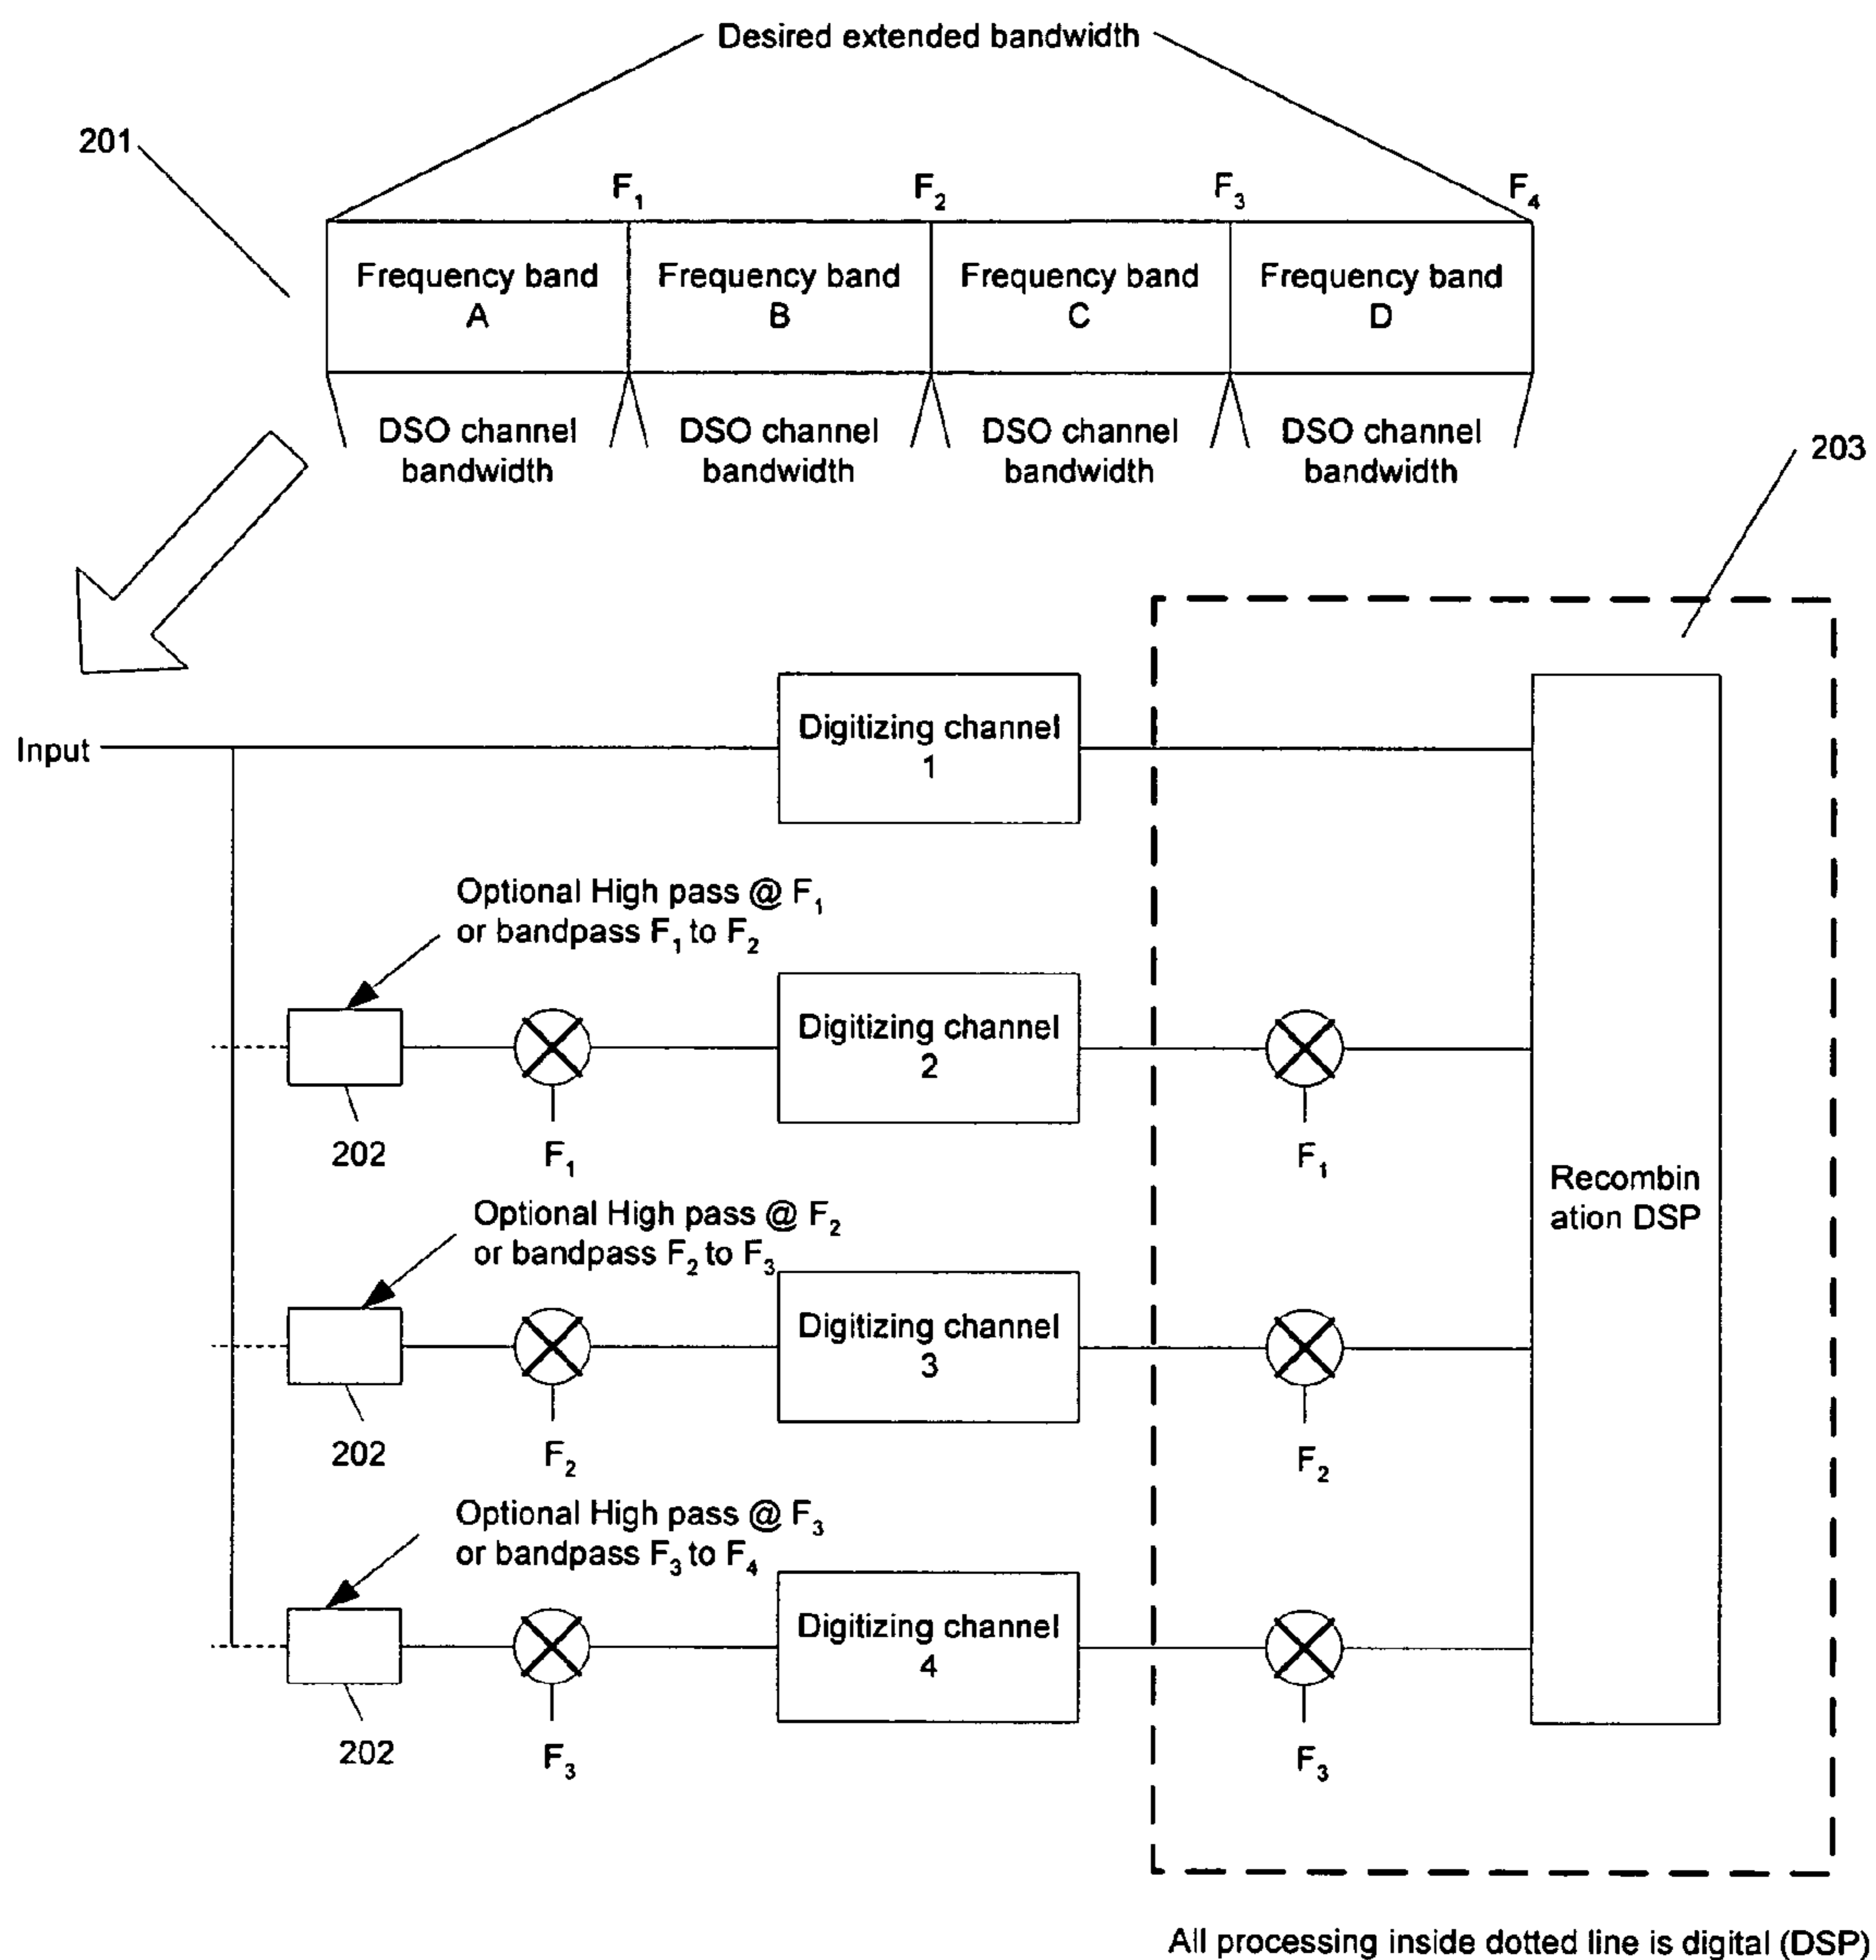 Desired extended bandwidth
201
F1 F2 F3 F4
Frequency band A
Frequency band B
Frequency band C
Frequency band D
DSO channel bandwidth
DSO channel bandwidth
DSO channel bandwidth
DSO channel bandwidth
203
Input
Digitizing channel 1
Optional High pass @ F1
or bandpass F1 to F2
Digitizing channel 2
202
F1
F1
Recombin
ation DSP
Optional High pass @ F2
or bandpass F2 to F3
Digitizing channel 3
202
F2
F2
Optional High pass @ F3
or bandpass F3 to F4
Digitizing channel 4
202
F3
F3
All processing inside dotted line is digital (DSP)